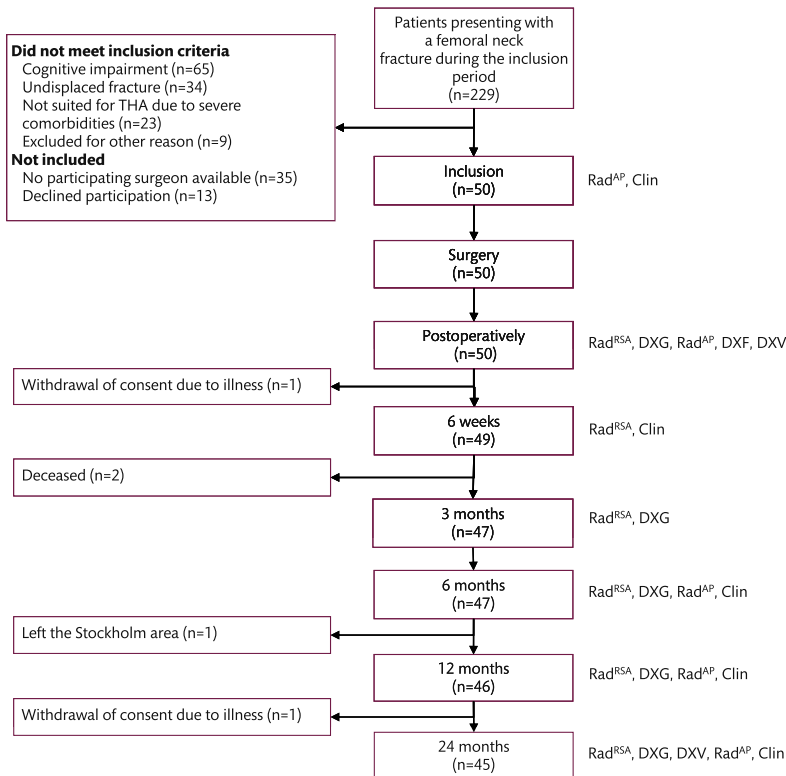 Patients presenting with
a femoral neck
fracture during the inclusion
period
(n=229)
Did not meet inclusion criteria
Cognitive impairment (n=65)
Undisplaced fracture (n=34)
Not suited for THA due to severe
comorbidities (n=23)
Excluded for other reason (n=9)
Not included
No participating surgeon available (n=35)
Declined participation (n=13)
Inclusion
(n=50)
RadAP, Clin
Surgery
(n=50)
Postoperatively
(n=50)
RadRSA, DXG, RadAP, DXF, DXV
Withdrawal of consent due to illness (n=1)
6 weeks
(n=49)
RadRSA, Clin
Deceased (n=2)
3 months
(n=47)
RadRSA, DXG
6 months
(n=47)
RadRSA, DXG, RadAP, Clin
Left the Stockholm area (n=1)
12 months
(n=46)
RadRSA, DXG, RadAP, Clin
Withdrawal of consent due to illness (n=1)
24 months
(n=45)
RadRSA, DXG, DXV, RadAP, Clin